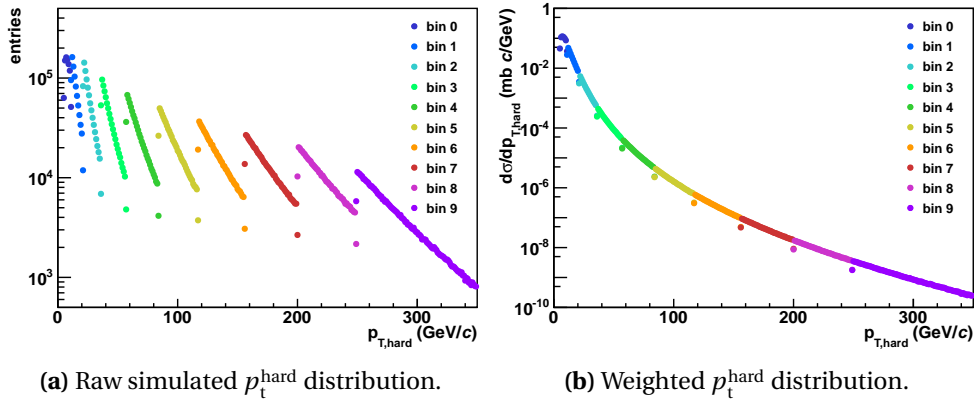 entries
10^5
10^4
10^3
0 100 200 300
p_T,hard (GeV/c)
bin 0
bin 1
bin 2
bin 3
bin 4
bin 5
bin 6
bin 7
bin 8
bin 9
(a) Raw simulated p_t^hard distribution.
dσ/dp_T,hard (mb c/GeV)
1
10^-2
10^-4
10^-6
10^-8
10^-10
0 100 200 300
p_T,hard (GeV/c)
bin 0
bin 1
bin 2
bin 3
bin 4
bin 5
bin 6
bin 7
bin 8
bin 9
(b) Weighted p_t^hard distribution.